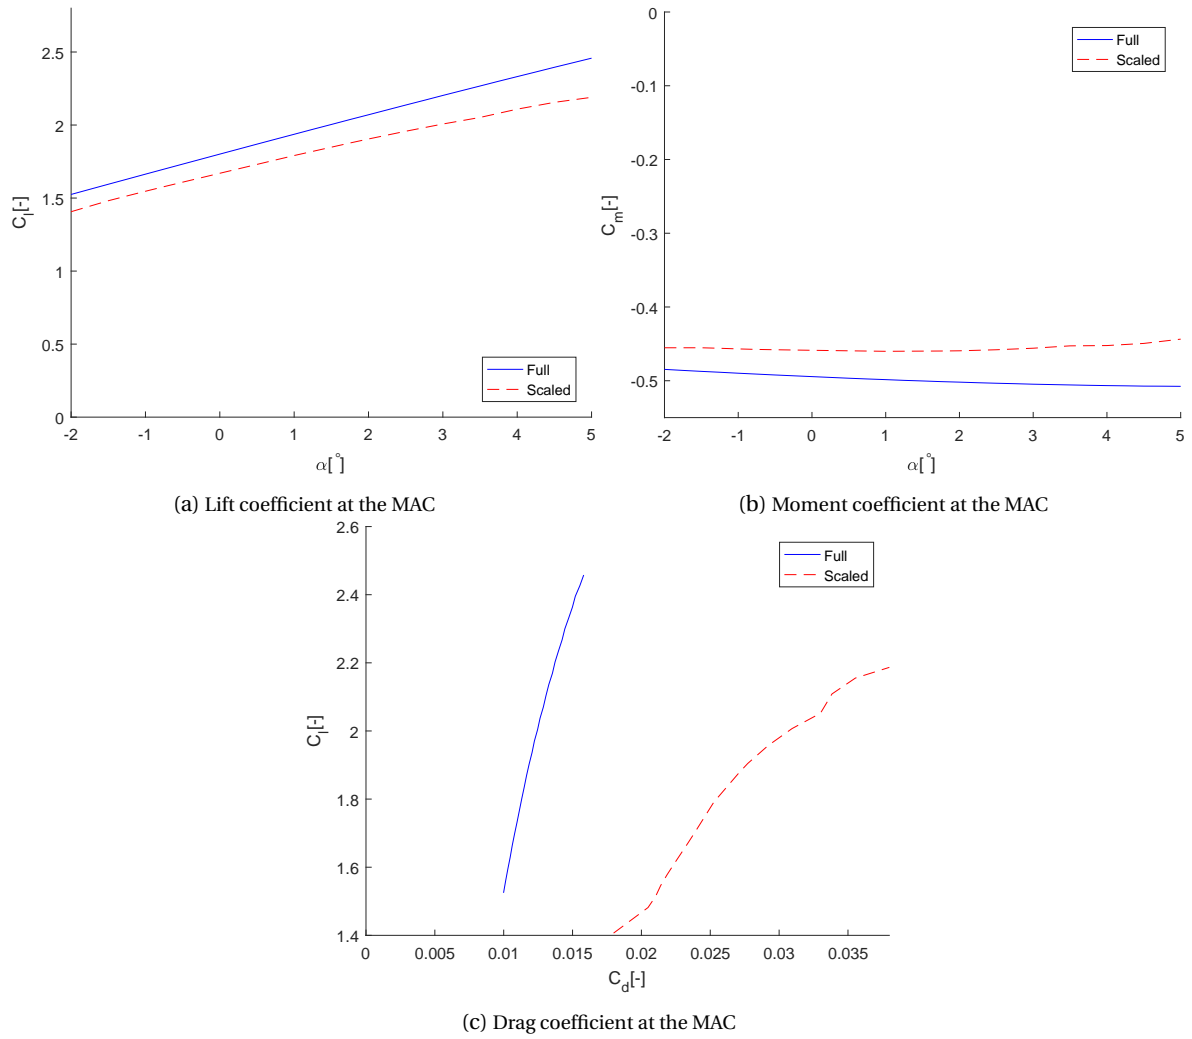 2.5
2
1.5
1
0.5
0
C_l[-]
-2 -1 0 1 2 3 4 5
α[°]
Full
Scaled
(a) Lift coefficient at the MAC
0
-0.1
-0.2
-0.3
-0.4
-0.5
C_m[-]
-2 -1 0 1 2 3 4 5
α[°]
Full
Scaled
(b) Moment coefficient at the MAC
2.6
2.4
2.2
2
1.8
1.6
1.4
C_l[-]
0 0.005 0.01 0.015 0.02 0.025 0.03 0.035
C_d[-]
Full
Scaled
(c) Drag coefficient at the MAC